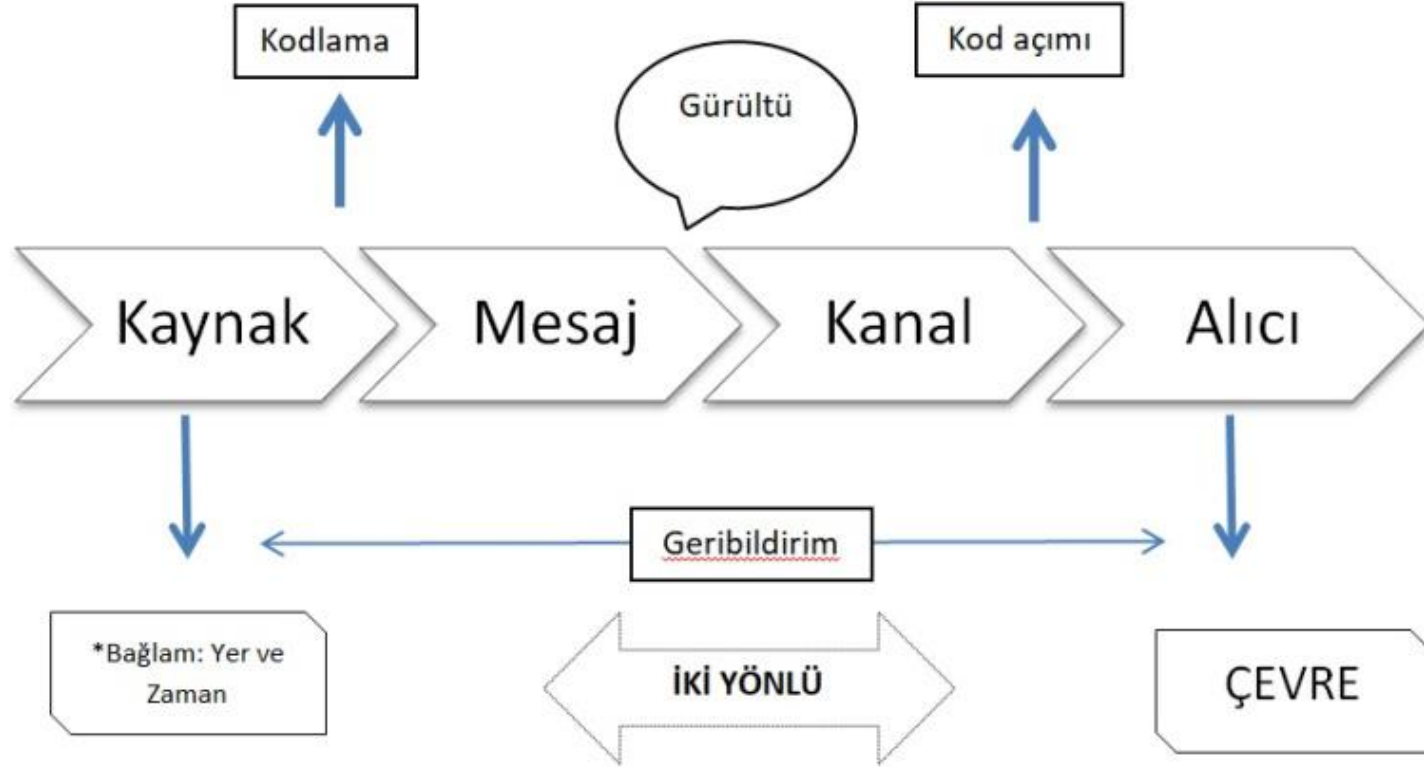 Kodlama
Kod açımı
Gürültü
Kaynak
Mesaj
Kanal
Alıcı
Geribildirim
*Bağlam: Yer ve
Zaman
İKİ YÖNLÜ
ÇEVRE